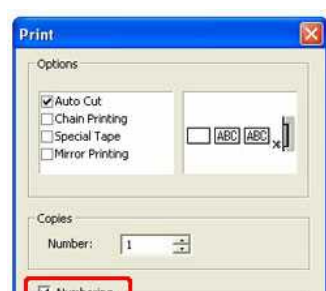 Print
Options
Auto Cut
Chain Printing
Special Tape
Mirror Printing
ABC ABC
Copies
Number: 1